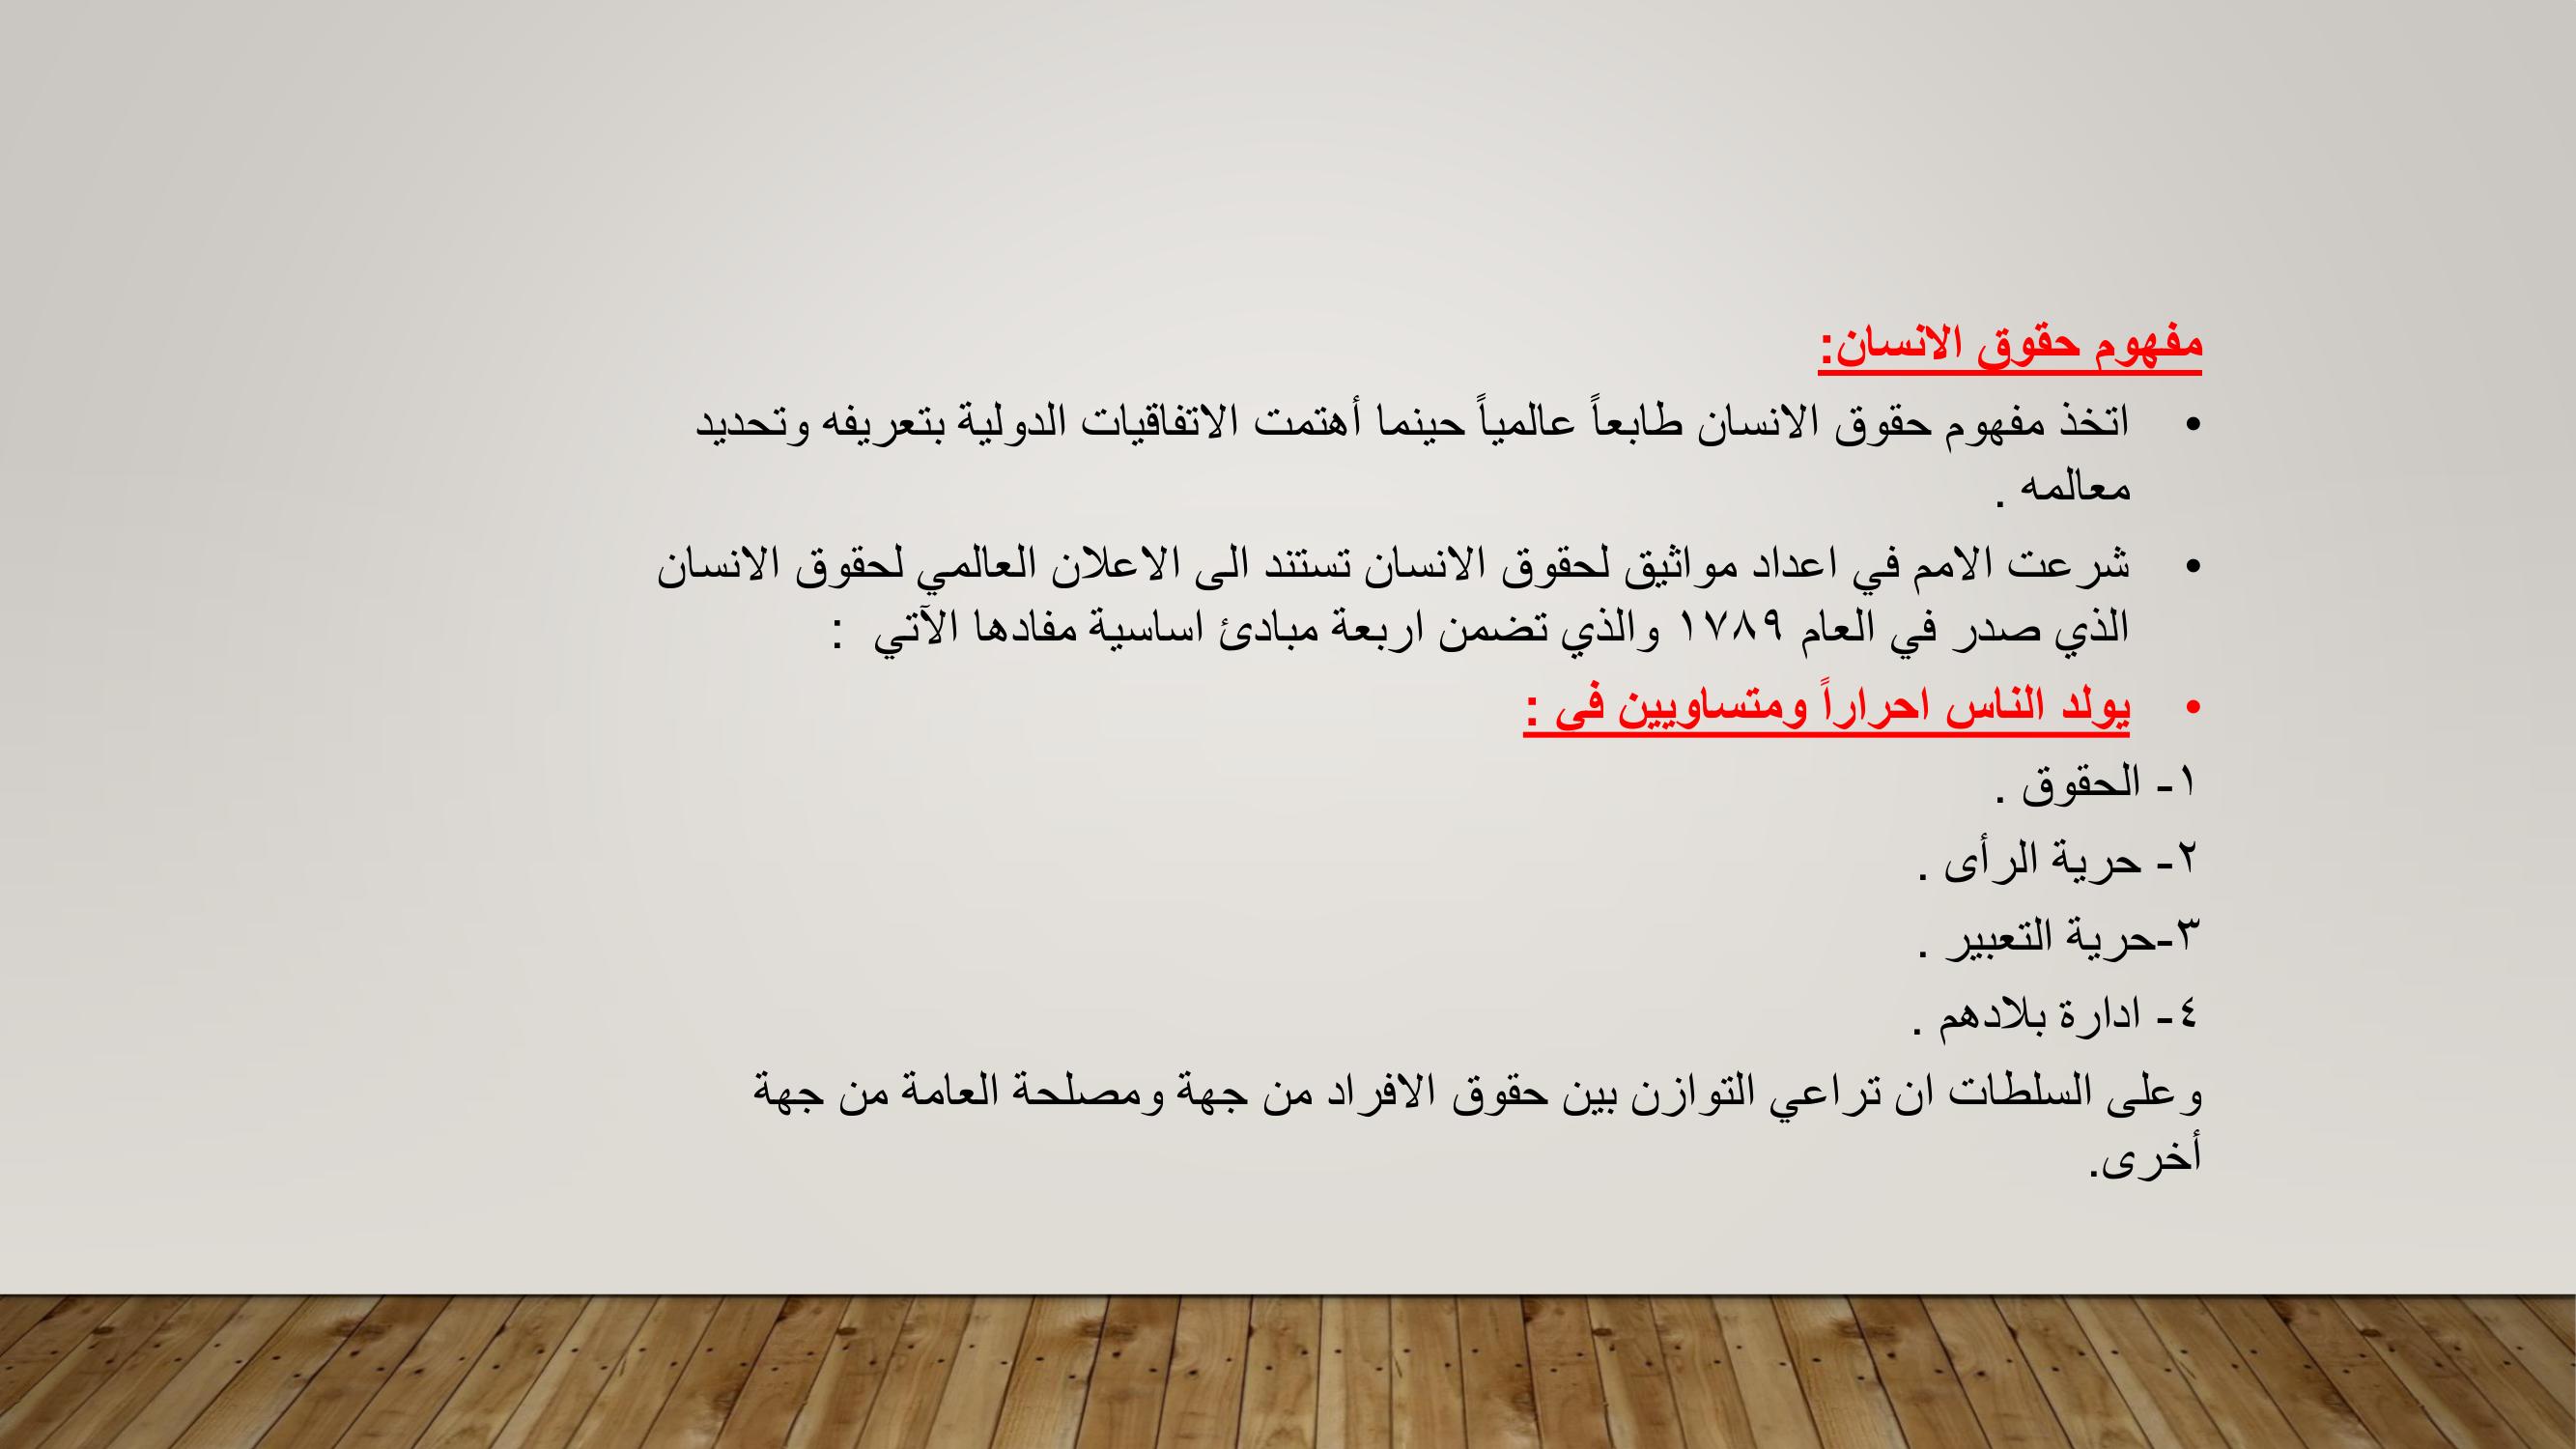 مفهوم حقوق الانسان:
• اتخذ مفهوم حقوق الانسان طابعاً عالمياً حينما أهتمت الاتفاقيات الدولية بتعريفه وتحديد
معالمه .
• شرعت الامم في اعداد مواثيق لحقوق الانسان تستند الى الاعلان العالمي لحقوق الانسان
الذي صدر في العام ١٧٨٩ والذي تضمن اربعة مبادئ اساسية مفادها الآتي :
• يولد الناس احراراً ومتساويين في :
١- الحقوق .
٢- حرية الرأى .
٣-حرية التعبير .
٤- ادارة بلادهم .
وعلى السلطات ان تراعي التوازن بين حقوق الافراد من جهة ومصلحة العامة من جهة
أخرى.